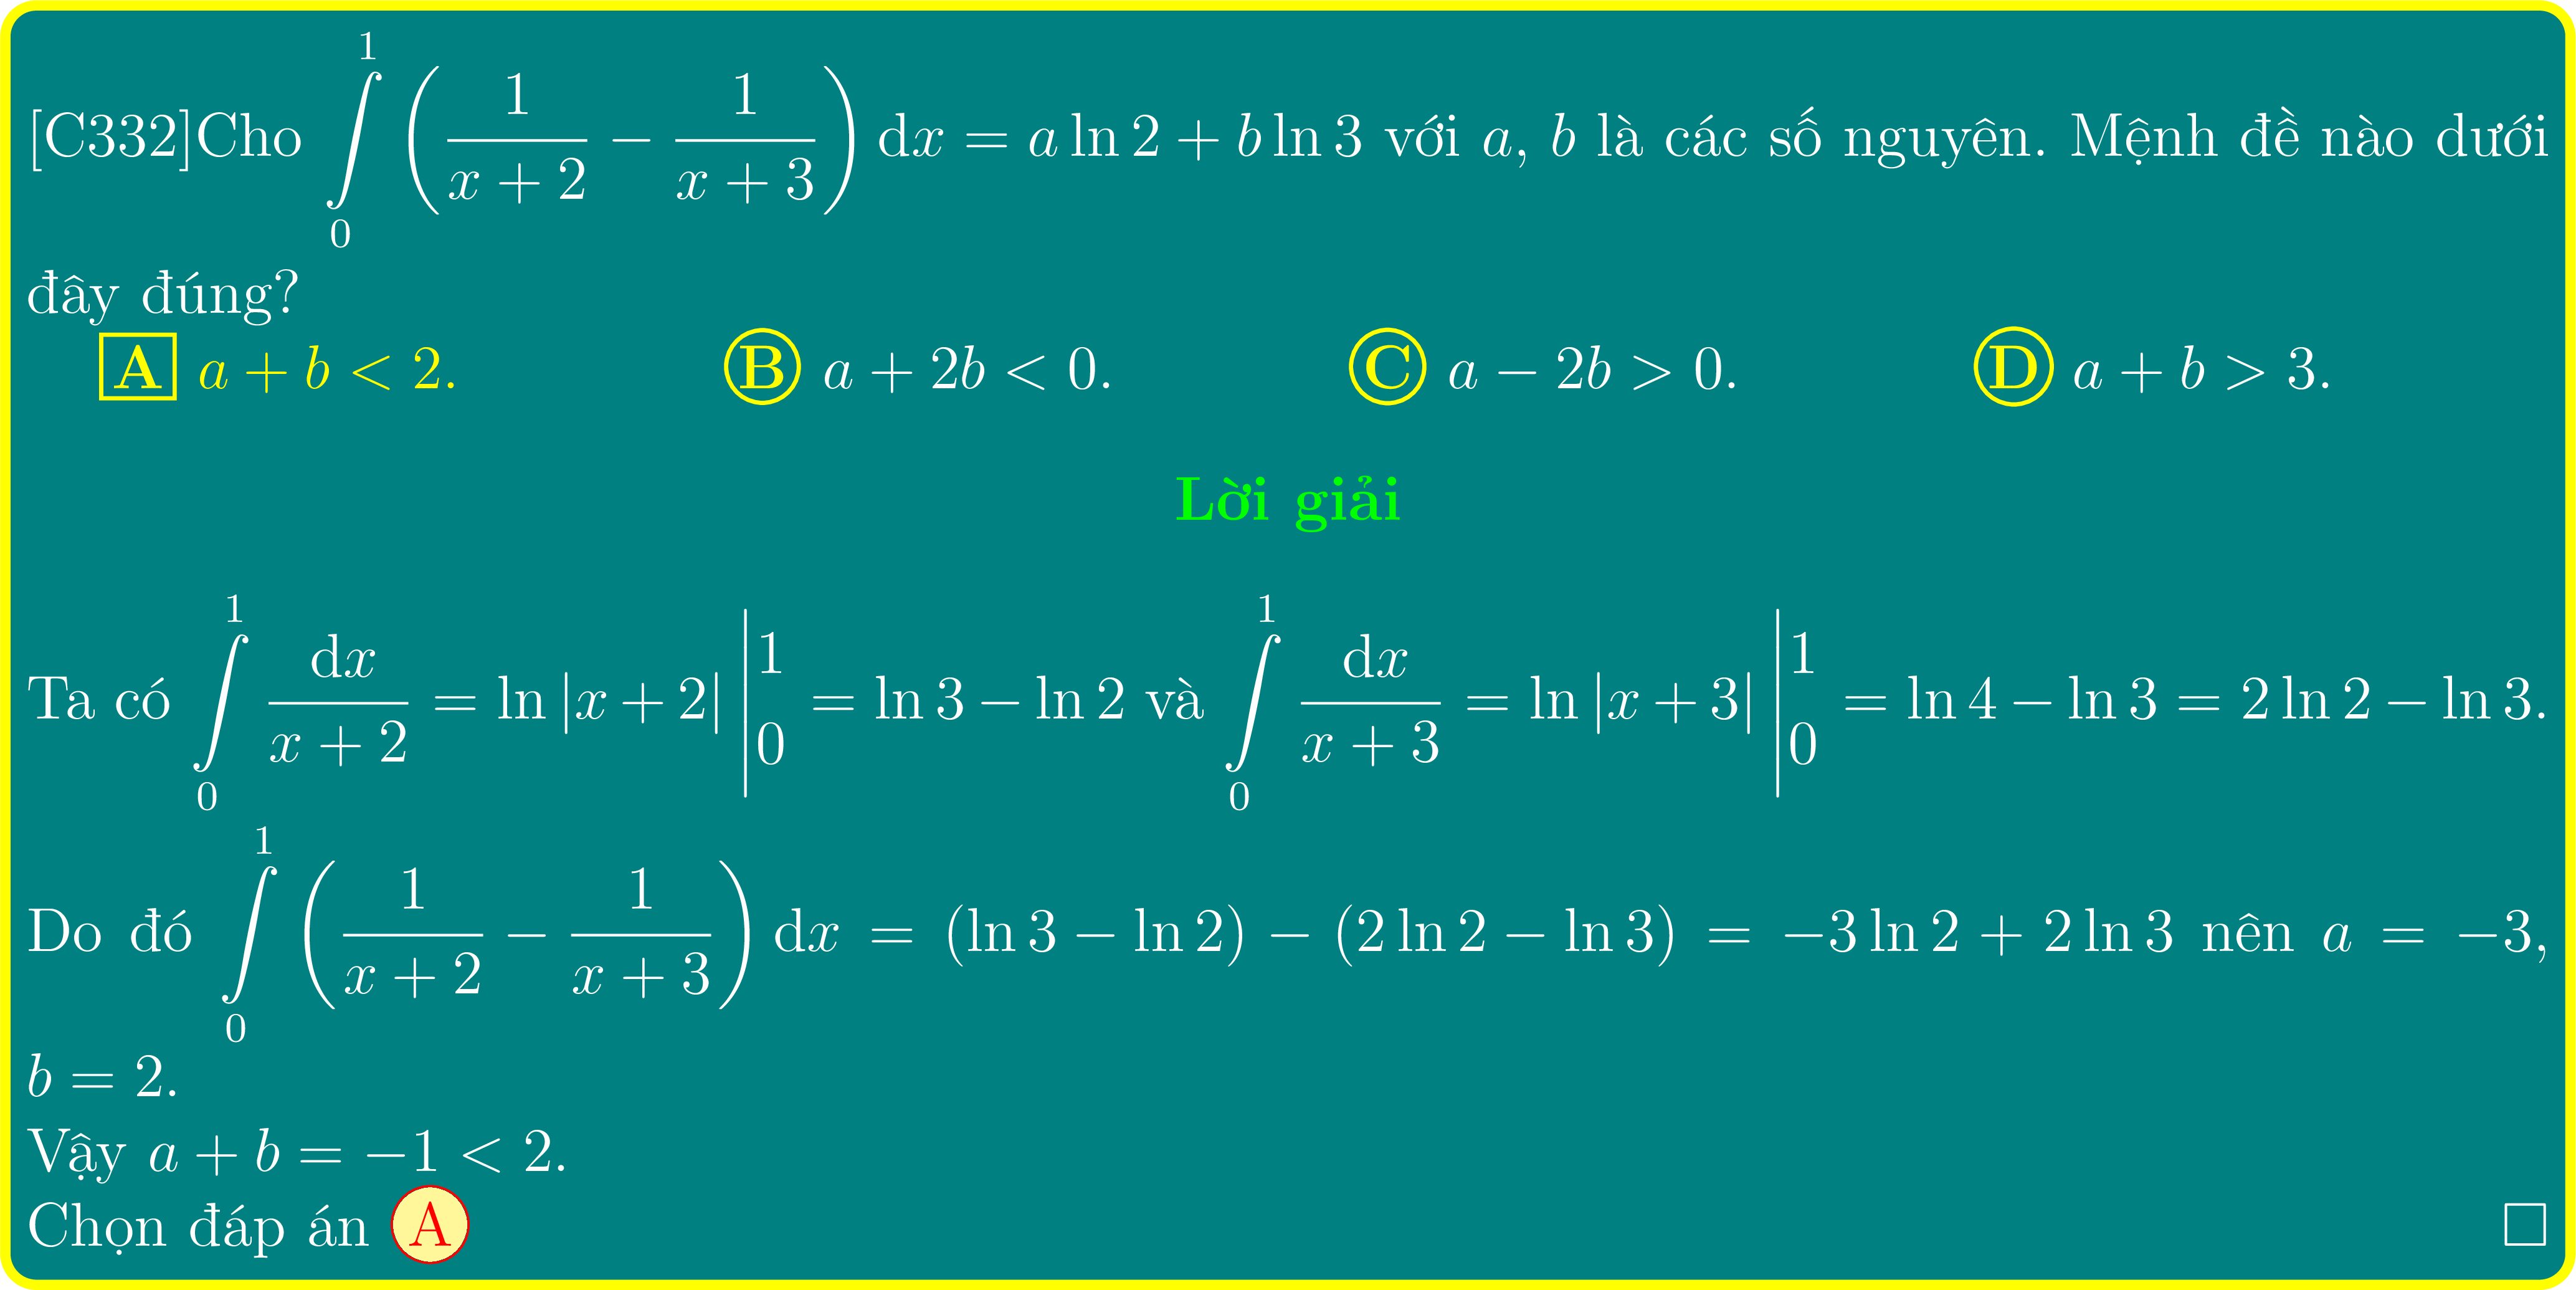 [C332]Cho $\int\limits_0^1 \left(\frac{1}{x+2} - \frac{1}{x+3}\right) \mathrm{d}x = a \ln 2 + b \ln 3$ với $a$, $b$ là các số nguyên. Mệnh đề nào dưới
đây đúng?
A $a + b < 2$. B $a + 2b < 0$. C $a - 2b > 0$. D $a + b > 3$.
Lời giải
Ta có $\int\limits_0^1 \frac{\mathrm{d}x}{x+2} = \ln |x+2| \Big|_0^1 = \ln 3 - \ln 2$ và $\int\limits_0^1 \frac{\mathrm{d}x}{x+3} = \ln |x+3| \Big|_0^1 = \ln 4 - \ln 3 = 2 \ln 2 - \ln 3$.
Do đó $\int\limits_0^1 \left(\frac{1}{x+2} - \frac{1}{x+3}\right) \mathrm{d}x = (\ln 3 - \ln 2) - (2 \ln 2 - \ln 3) = -3 \ln 2 + 2 \ln 3$ nên $a = -3$,
$b = 2$.
Vậy $a + b = -1 < 2$.
Chọn đáp án A □